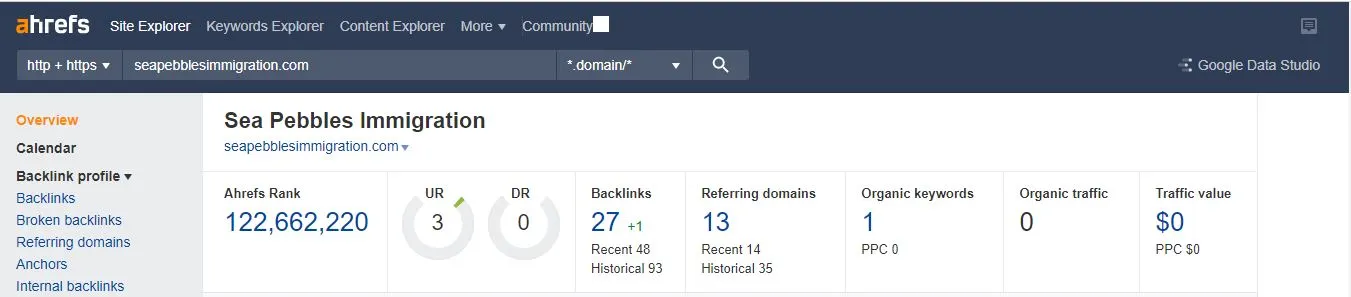 ahrefs Site Explorer Keywords Explorer Content Explorer More Community
http + https seapebblesimmigration.com *.domain/* Google Data Studio
Overview
Calendar
Backlink profile
Backlinks
Broken backlinks
Referring domains
Anchors
Internal backlinks
Sea Pebbles Immigration
seapebblesimmigration.com
Ahrefs Rank
122,662,220
UR
3
DR
0
Backlinks
27 +1
Recent 48
Historical 93
Referring domains
13
Recent 14
Historical 35
Organic keywords
1
PPC 0
Organic traffic
0
Traffic value
$0
PPC $0